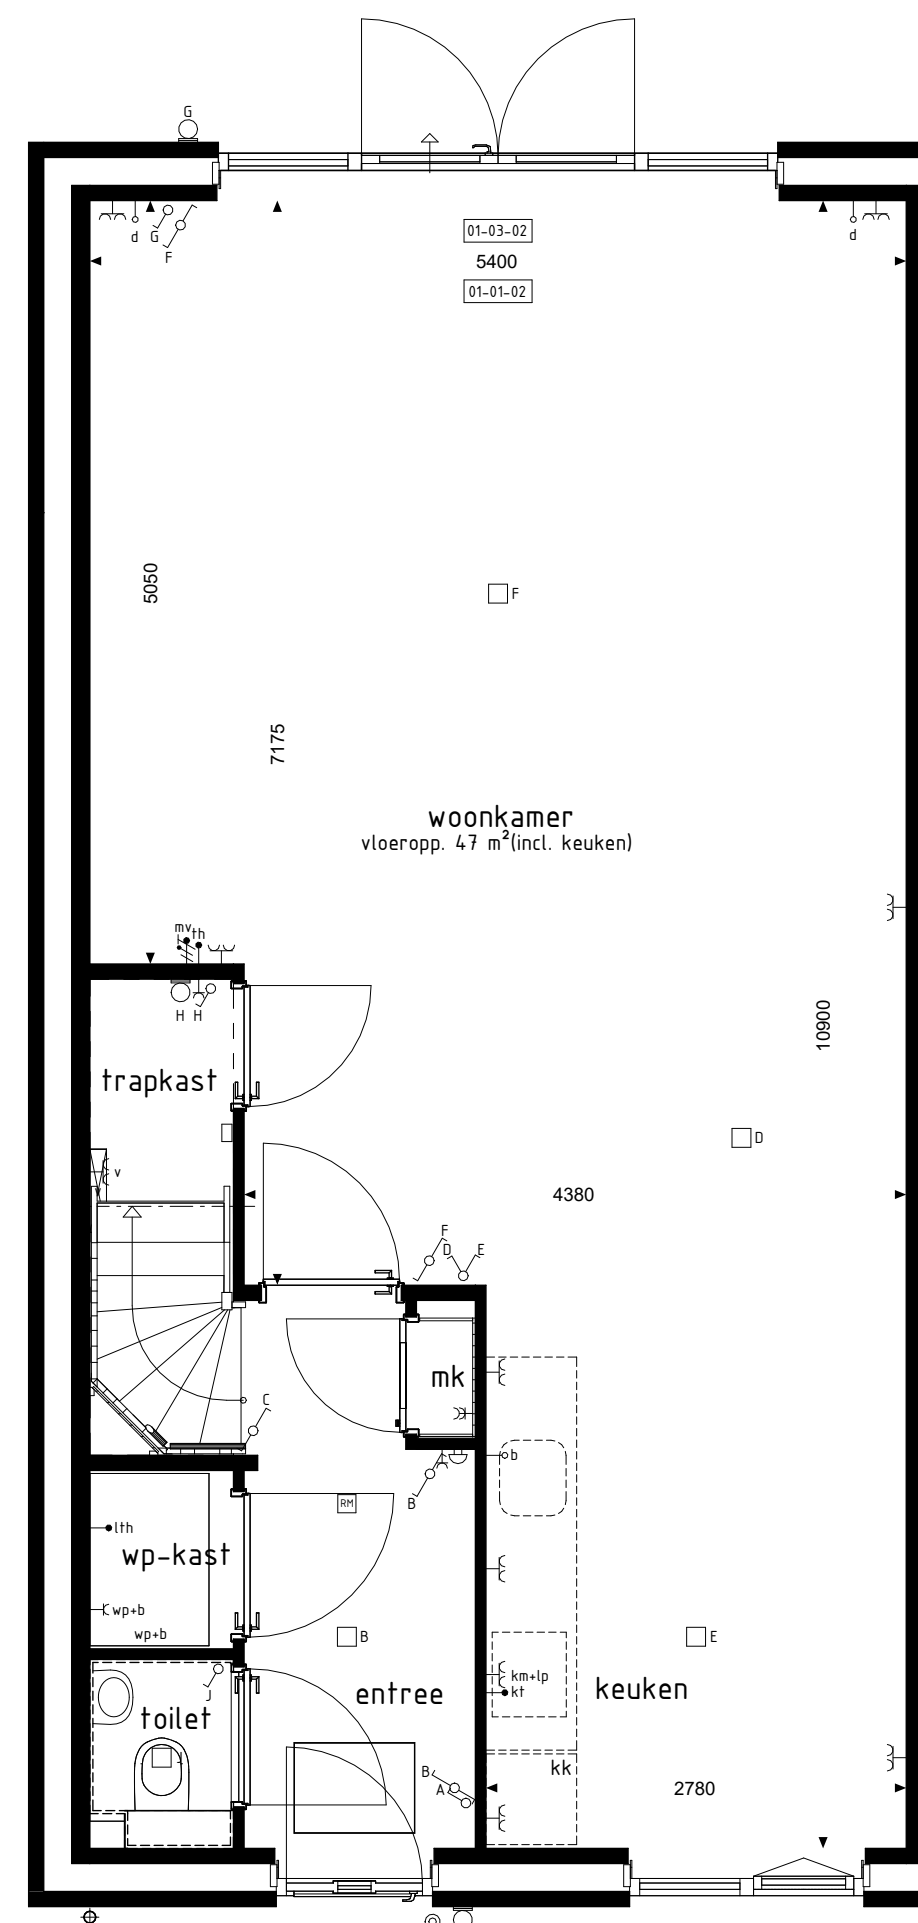 G
d
G
F
01-03-02
5400
01-01-02
d
5050
F
7175
woonkamer
vloeropp. 47 m²(incl. keuken)
mv
th
H
H
10900
trapkast
D
v
4380
F
D
E
mk
C
b
B
RM
lth
wp-kast
wp+b
wp+b
B
E
J
km+lp
kt
entree
keuken
toilet
kk
B
A
2780